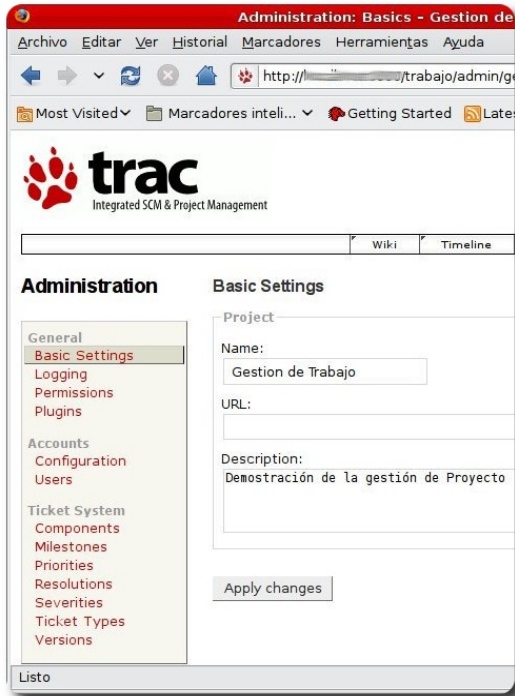 Administration: Basics - Gestion de
Archivo Editar Ver Historial Marcadores Herramientas Ayuda
http:// /trabajo/admin/ge
Most Visited Marcadores inteli... Getting Started Late
trac
Integrated SCM & Project Management
Wiki Timeline
Administration
General
Basic Settings
Logging
Permissions
Plugins
Accounts
Configuration
Users
Ticket System
Components
Milestones
Priorities
Resolutions
Severities
Ticket Types
Versions
Basic Settings
Project
Name:
Gestion de Trabajo
URL:
Description:
Demostración de la gestión de Proyecto
Apply changes
Listo